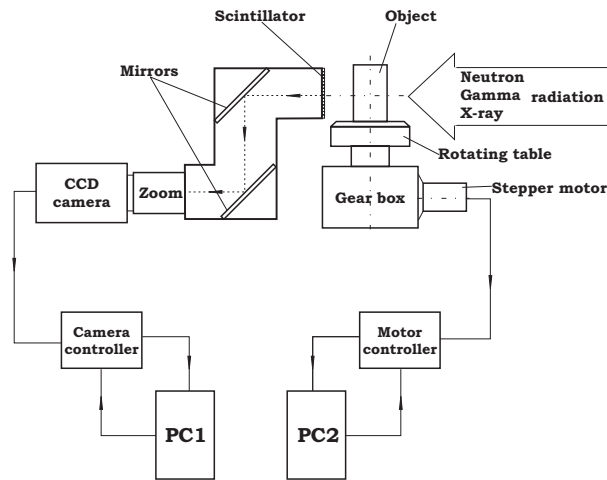 Scintillator
Object
Mirrors
Neutron
Gamma radiation
X-ray
Rotating table
CCD
camera
Zoom
Gear box
Stepper motor
Camera
controller
Motor
controller
PC1
PC2